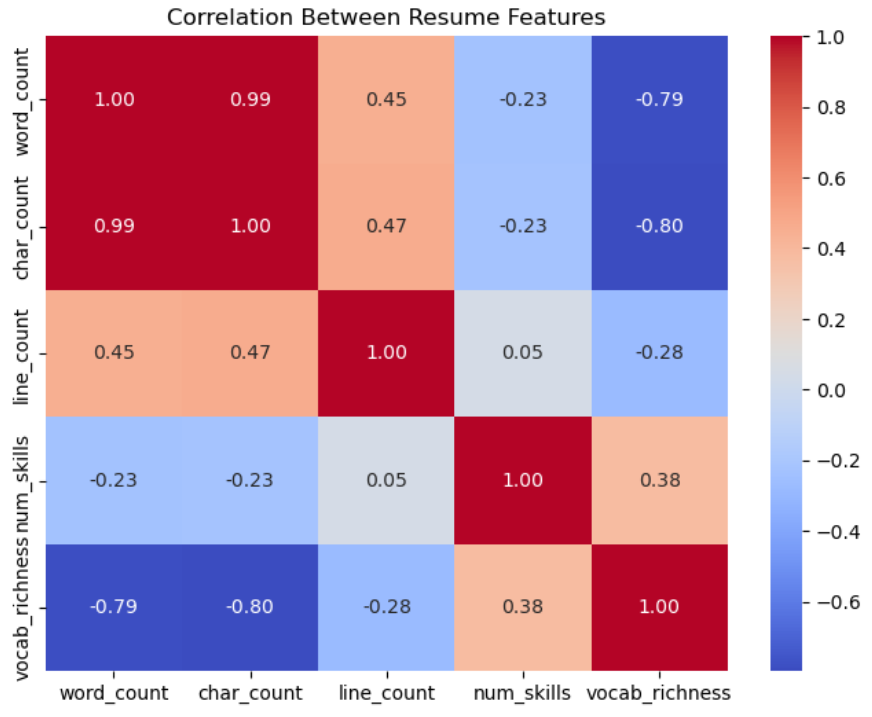 Correlation Between Resume Features
word_count 1.00 0.99 0.45 -0.23 -0.79
char_count 0.99 1.00 0.47 -0.23 -0.80
line_count 0.45 0.47 1.00 0.05 -0.28
num_skills -0.23 -0.23 0.05 1.00 0.38
vocab_richness -0.79 -0.80 -0.28 0.38 1.00
word_count char_count line_count num_skills vocab_richness
1.0
0.8
0.6
0.4
0.2
0.0
−0.2
−0.4
−0.6